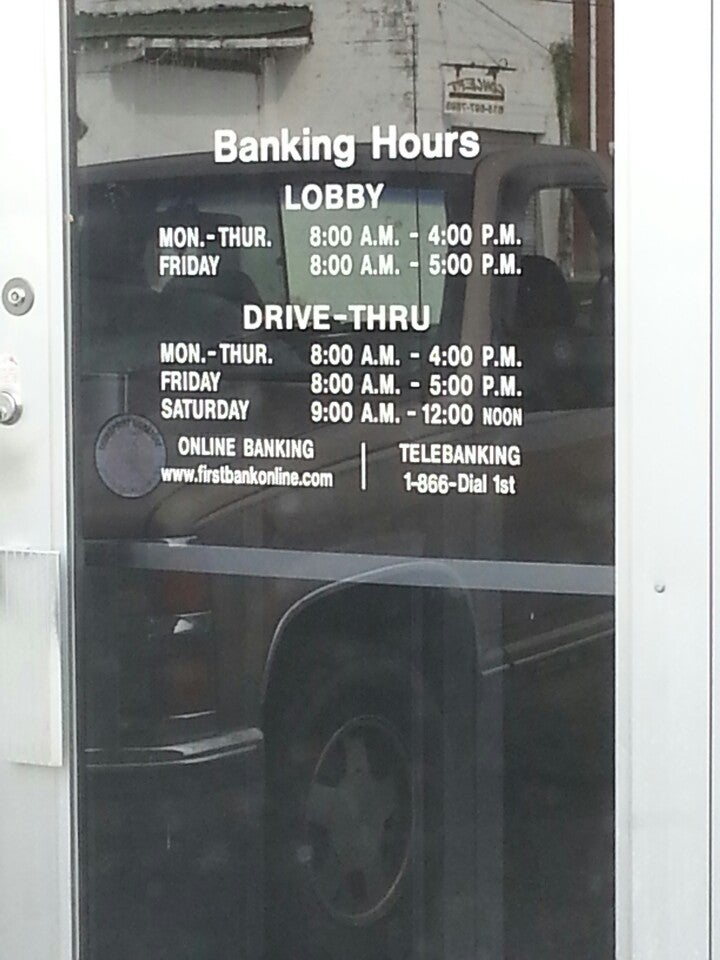 Banking Hours
LOBBY
MON.-THUR. 8:00 A.M. - 4:00 P.M.
FRIDAY 8:00 A.M. - 5:00 P.M.
DRIVE-THRU
MON.-THUR. 8:00 A.M. - 4:00 P.M.
FRIDAY 8:00 A.M. - 5:00 P.M.
SATURDAY 9:00 A.M. - 12:00 NOON
ONLINE BANKING
www.firstbankonline.com
TELEBANKING
1-866-Dial 1st